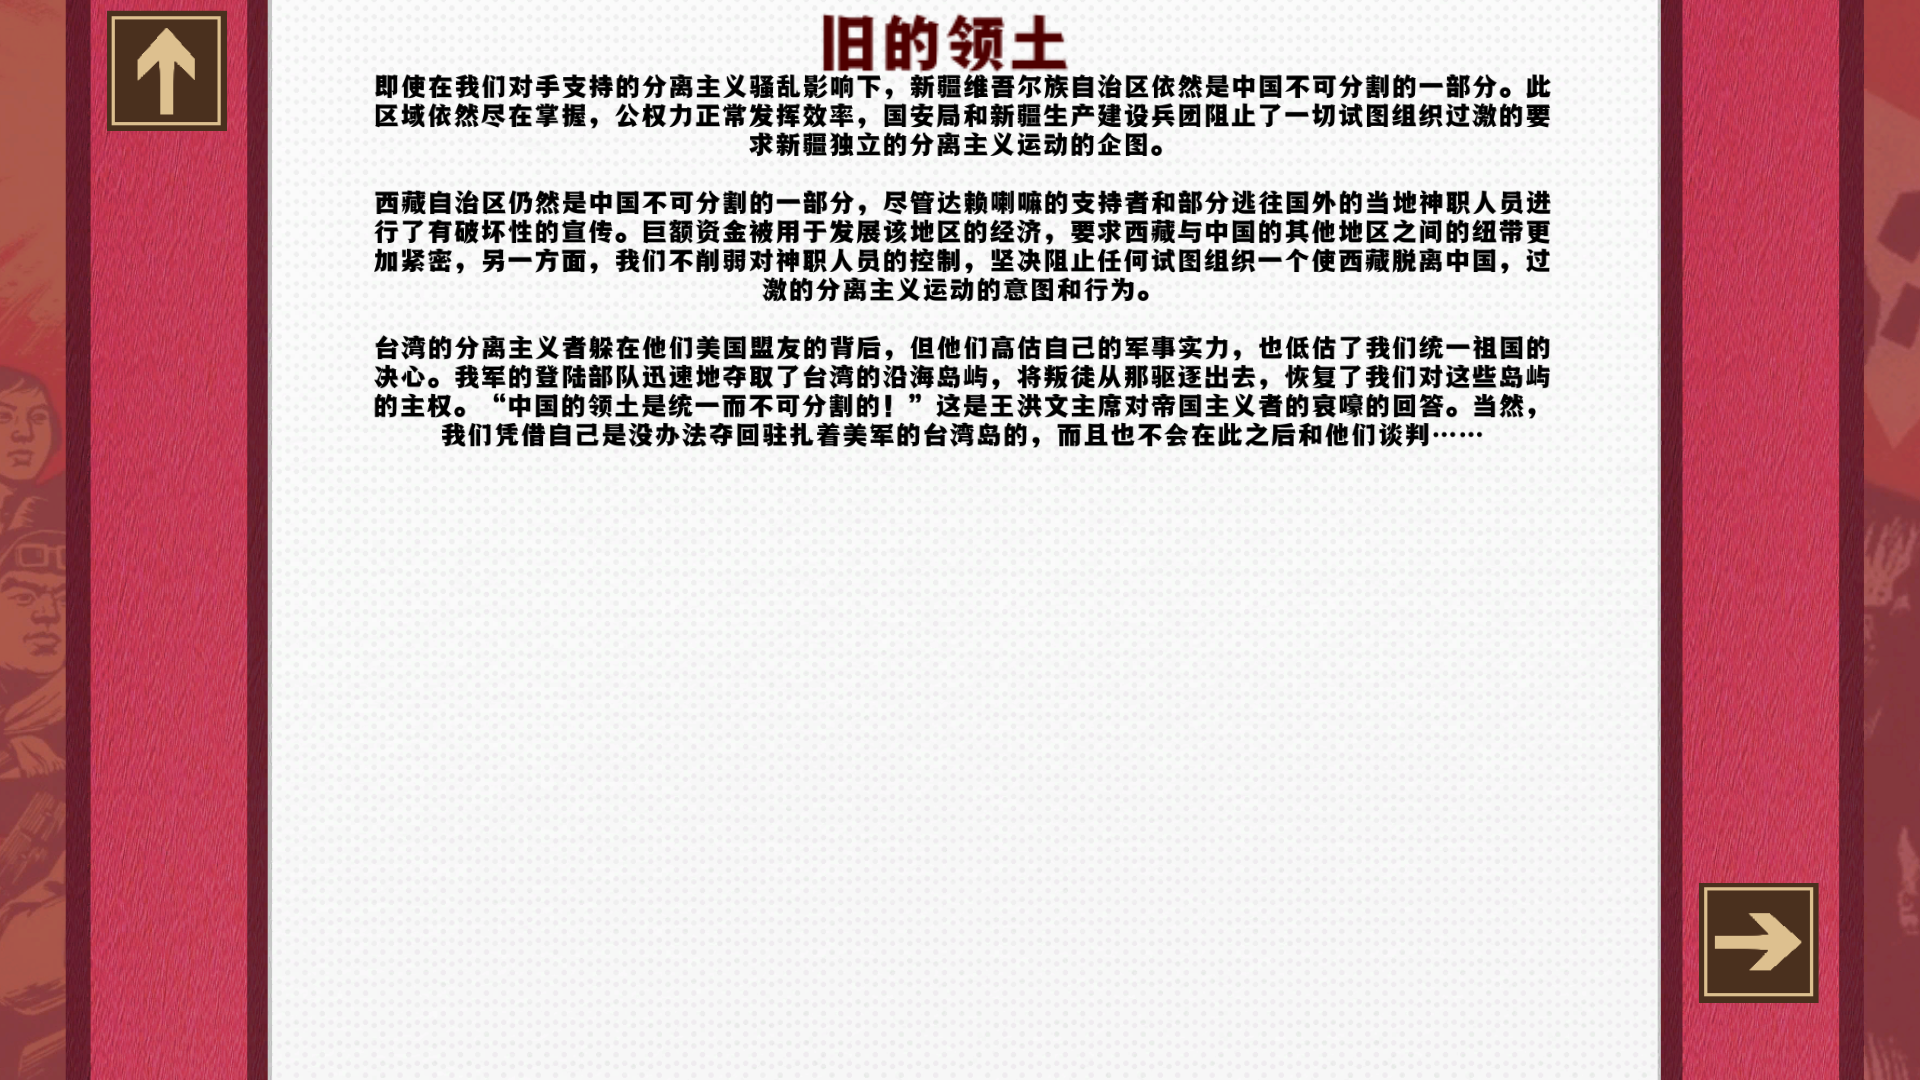 旧的领土
即使在我们对手支持的分离主义骚乱影响下，新疆维吾尔族自治区依然是中国不可分割的一部分。此
区域依然尽在掌握，公权力正常发挥效率，国安局和新疆生产建设兵团阻止了一切试图组织过激的要
求新疆独立的分离主义运动的企图。
西藏自治区仍然是中国不可分割的一部分，尽管达赖喇嘛的支持者和部分逃往国外的当地神职人员进
行了有破坏性的宣传。巨额资金被用于发展该地区的经济，要求西藏与中国的其他地区之间的纽带更
加紧密，另一方面，我们不削弱对神职人员的控制，坚决阻止任何试图组织一个使西藏脱离中国，过
激的分离主义运动的意图和行为。
台湾的分离主义者躲在他们美国盟友的背后，但他们高估自己的军事实力，也低估了我们统一祖国的
决心。我军的登陆部队迅速地夺取了台湾的沿海岛屿，将叛徒从那驱逐出去，恢复了我们对这些岛屿
的主权。“中国的领土是统一而不可分割的！”这是王洪文主席对帝国主义者的哀嚎的回答。当然，
我们凭借自己是没办法夺回驻扎着美军的台湾岛的，而且也不会在此之后和他们谈判……